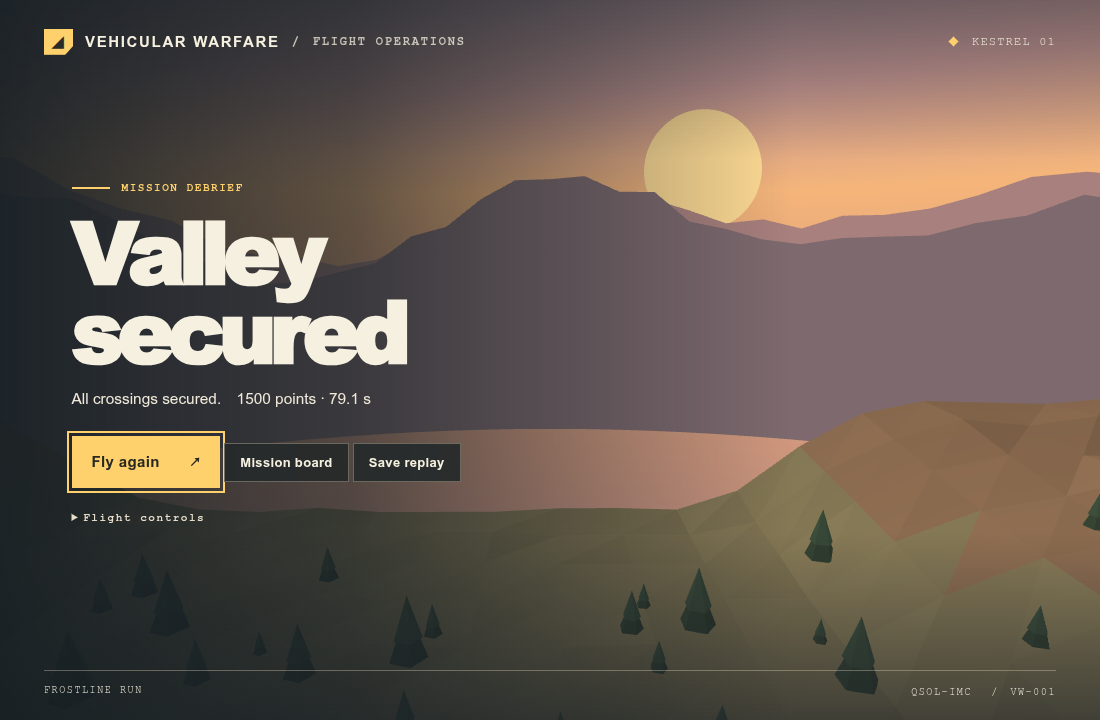 VEHICULAR WARFARE / FLIGHT OPERATIONS
KESTREL 01
MISSION DEBRIEF
Valley
secured
All crossings secured. 1500 points · 79.1 s
Fly again ↗
Mission board
Save replay
Flight controls
FROSTLINE RUN
QSOL-IMC / VW-001